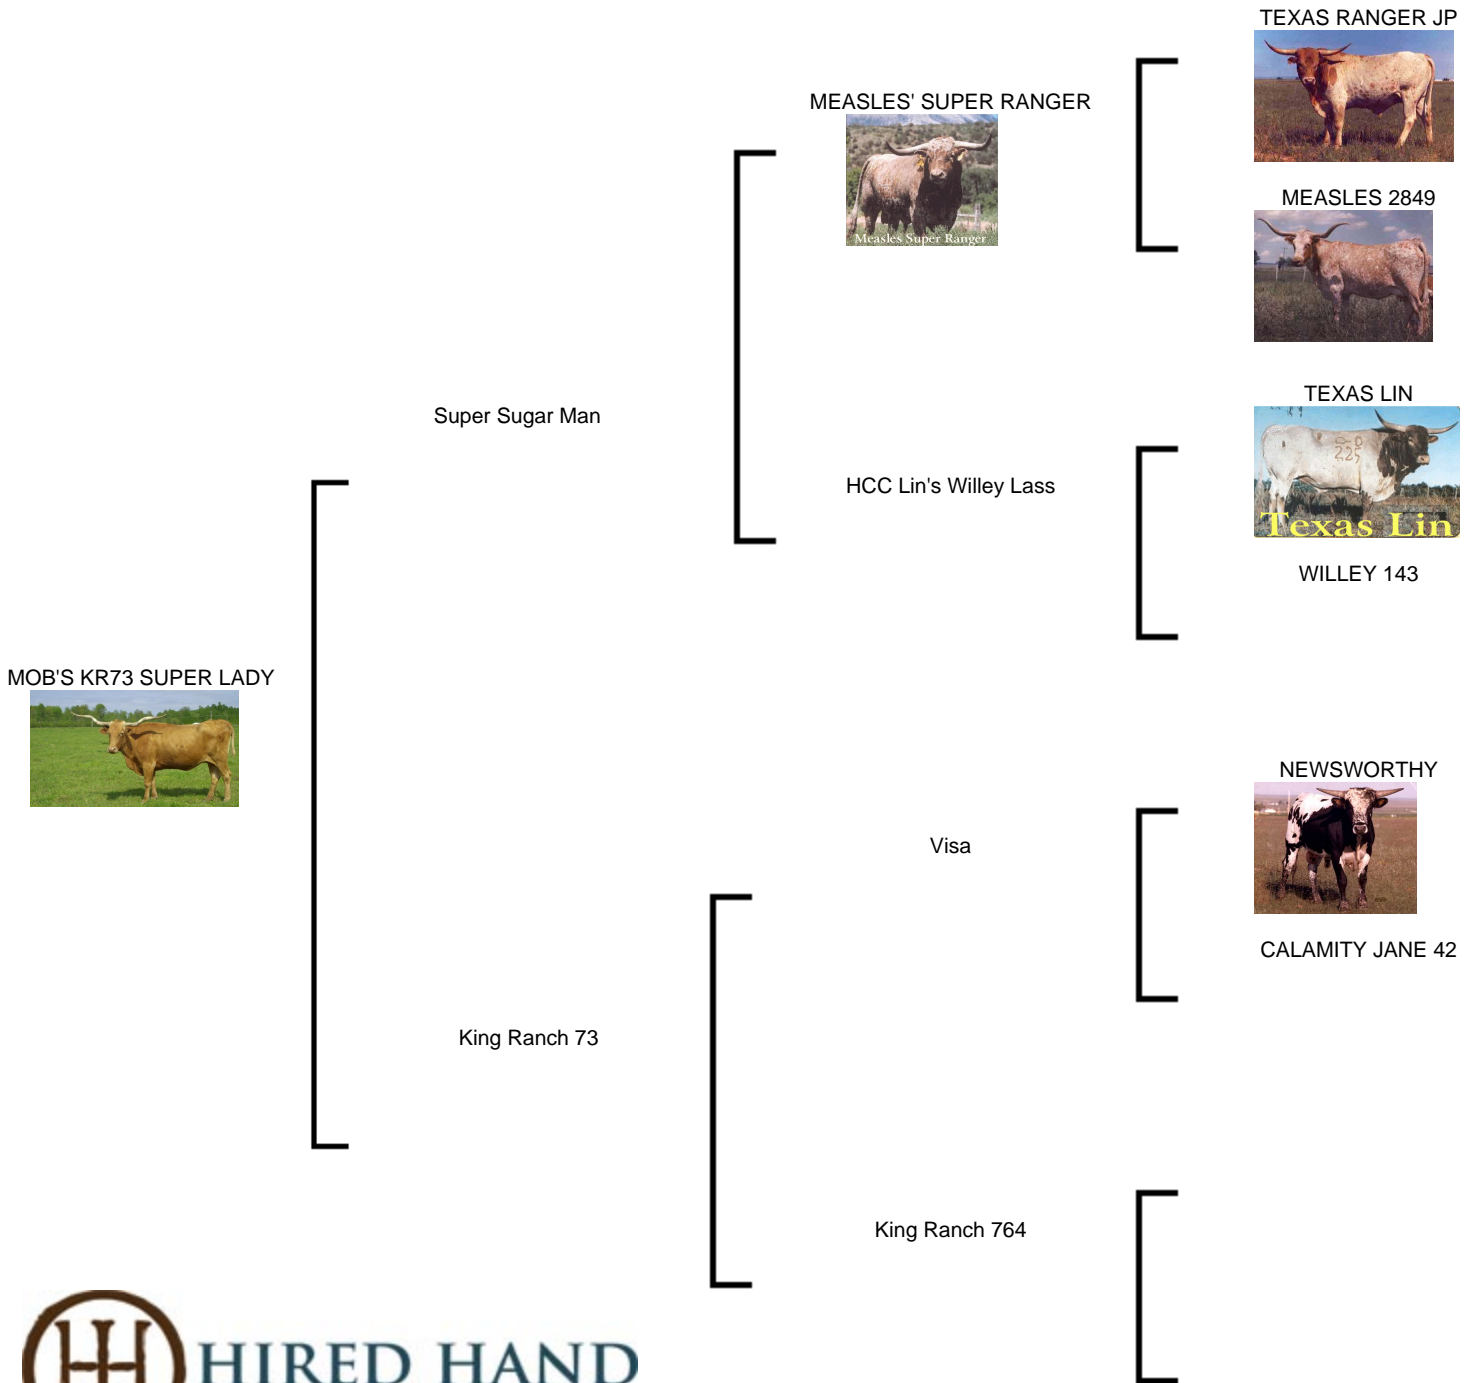 TEXAS RANGER JP
MEASLES' SUPER RANGER
Measles Super Ranger
MEASLES 2849
TEXAS LIN
225
Texas Lin
Super Sugar Man
HCC Lin's Willey Lass
WILLEY 143
MOB'S KR73 SUPER LADY
NEWSWORTHY
Visa
CALAMITY JANE 42
King Ranch 73
King Ranch 764
HIRED HAND